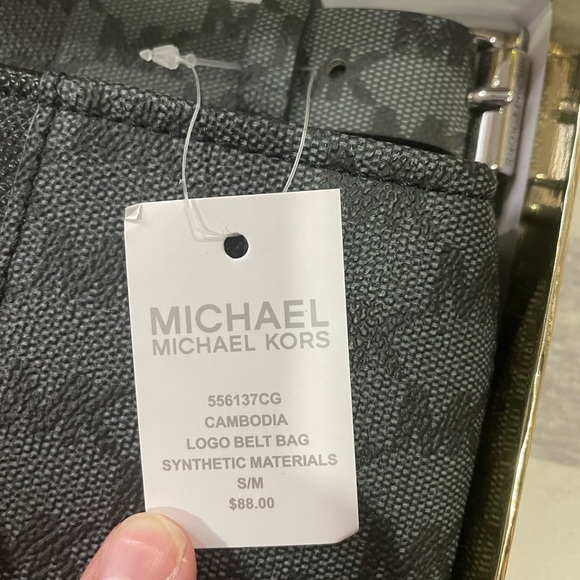 MICHAEL
MICHAEL KORS
556137CG
CAMBODIA
LOGO BELT BAG
SYNTHETIC MATERIALS
S/M
$88.00